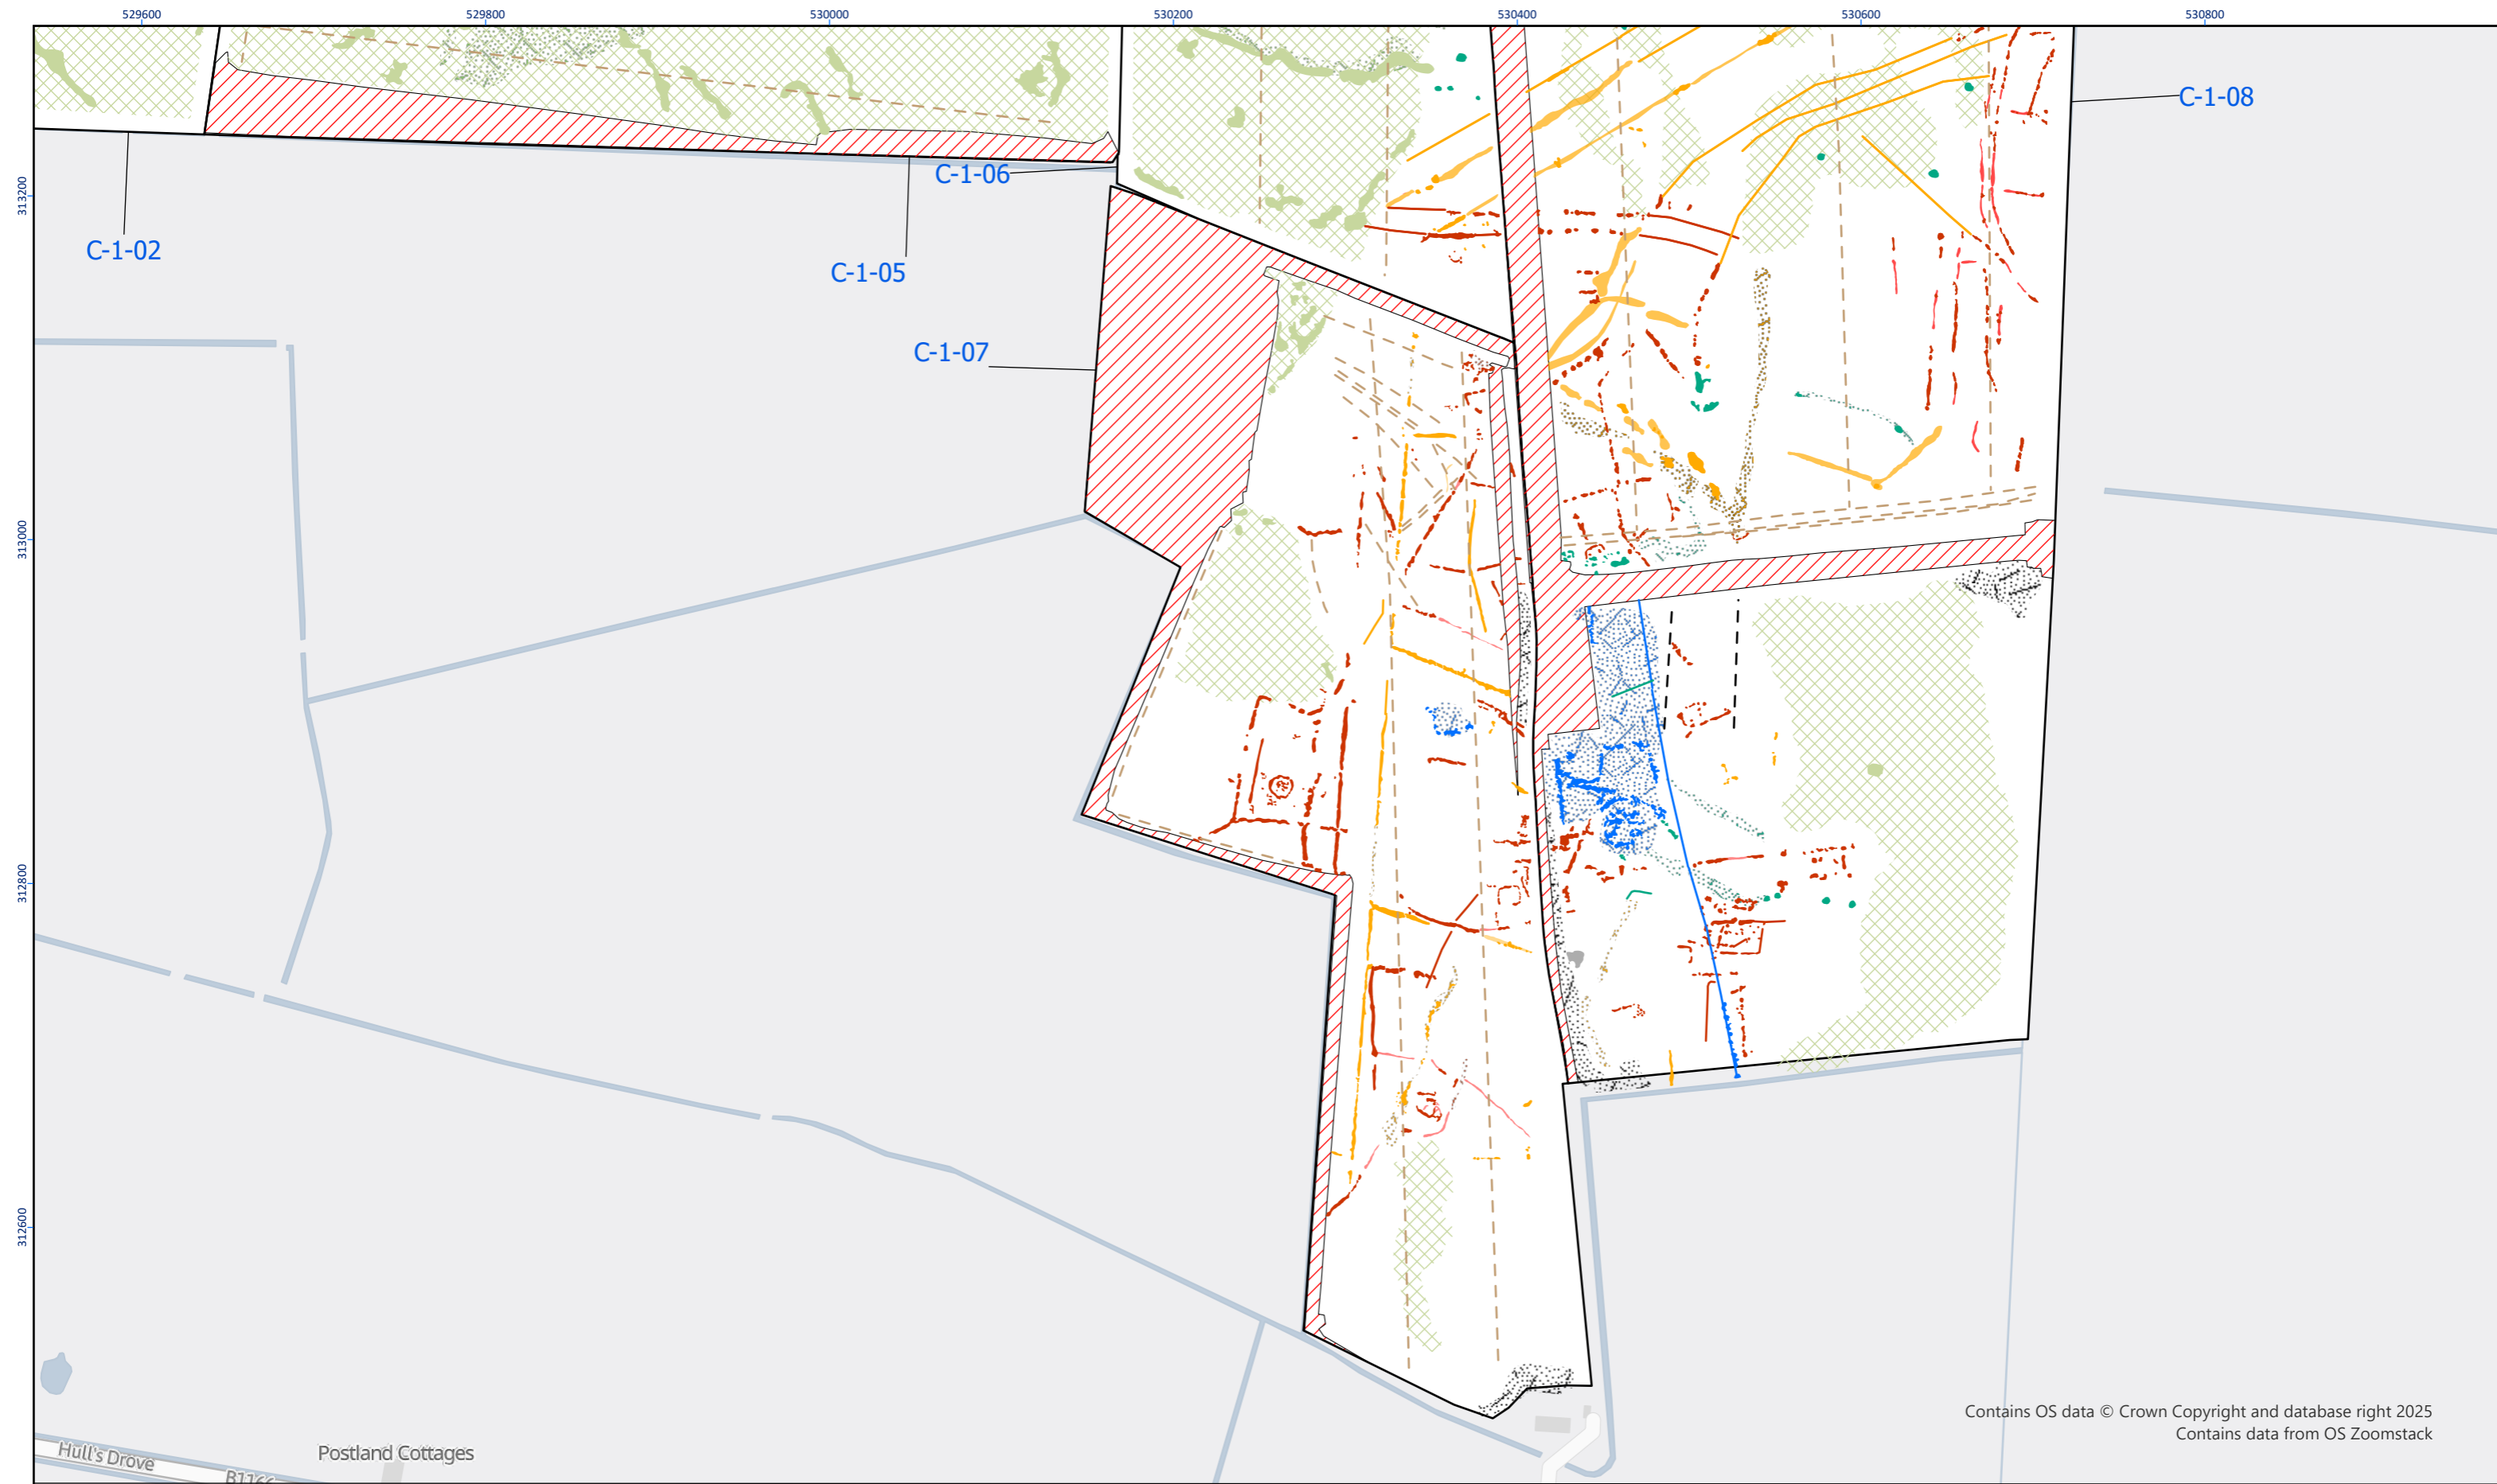 529600
529800
530000
530200
530400
530600
530800
C-1-08
C-1-06
313200
C-1-02
C-1-05
C-1-07
313000
312800
312600
Contains OS data © Crown Copyright and database right 2025
Contains data from OS Zoomstack
Hull's Drove
Postland Cottages